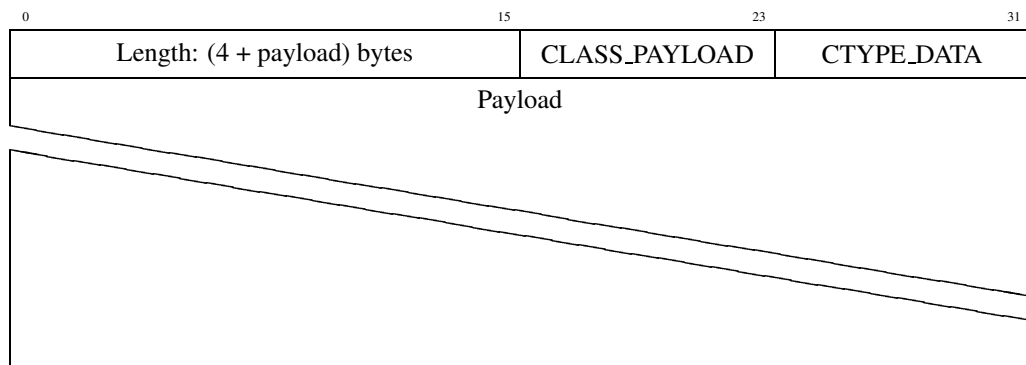 0 15 23 31
Length: (4 + payload) bytes CLASS_PAYLOAD CTYPE_DATA
Payload